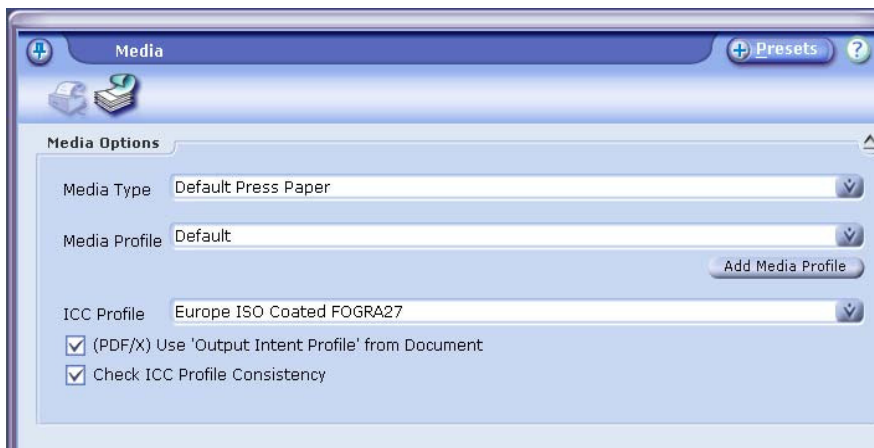 Media
Presets ?
Media Options
Media Type Default Press Paper
Media Profile Default
Add Media Profile
ICC Profile Europe ISO Coated FOGRA27
(PDF/X) Use 'Output Intent Profile' from Document
Check ICC Profile Consistency